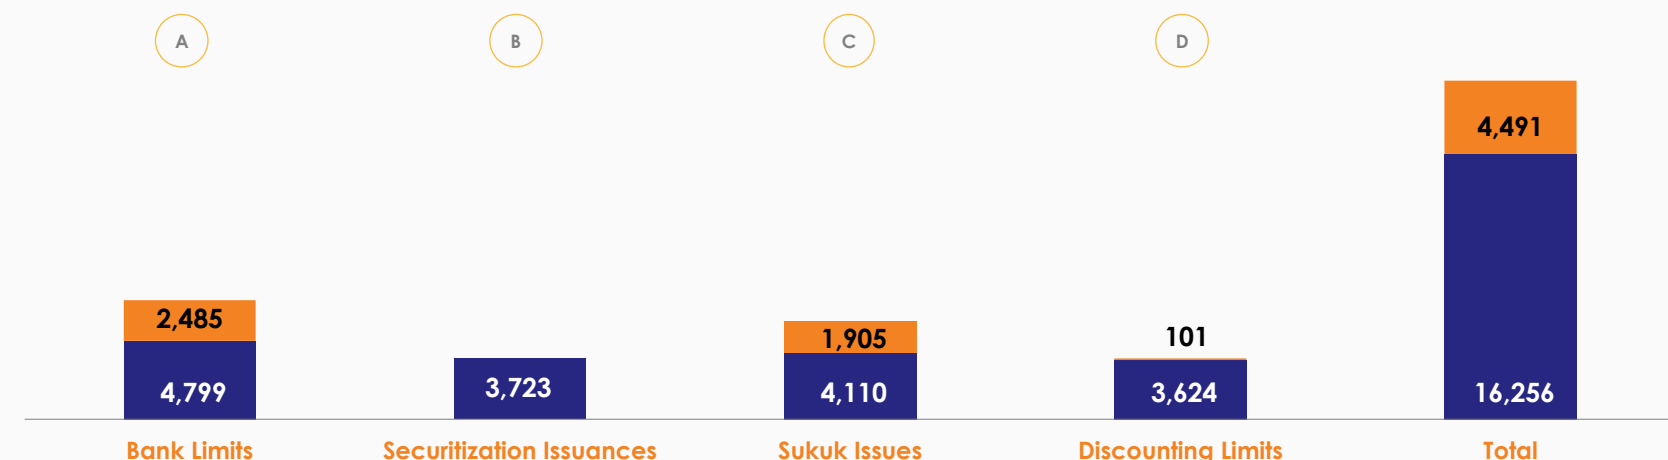 A
B
C
D
4,491
2,485
1,905
101
4,799
3,723
4,110
3,624
16,256
Bank Limits
Securitization Issuances
Sukuk Issues
Discounting Limits
Total